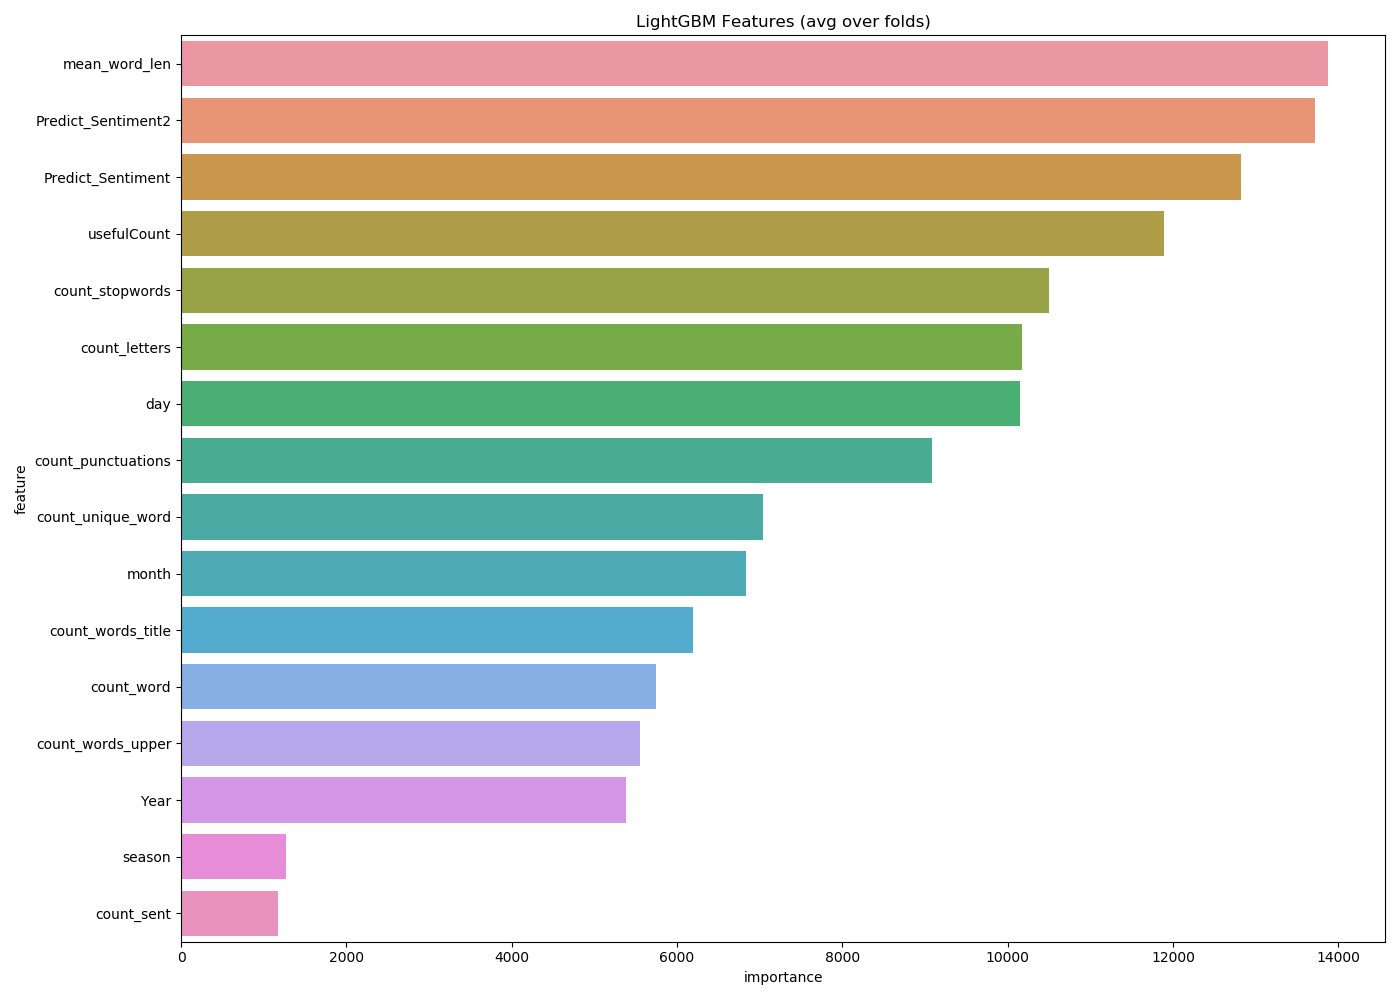 LightGBM Features (avg over folds)
mean_word_len
Predict_Sentiment2
Predict_Sentiment
usefulCount
count_stopwords
count_letters
day
count_punctuations
count_unique_word
month
count_words_title
count_word
count_words_upper
Year
season
count_sent
feature
0 2000 4000 6000 8000 10000 12000 14000
importance